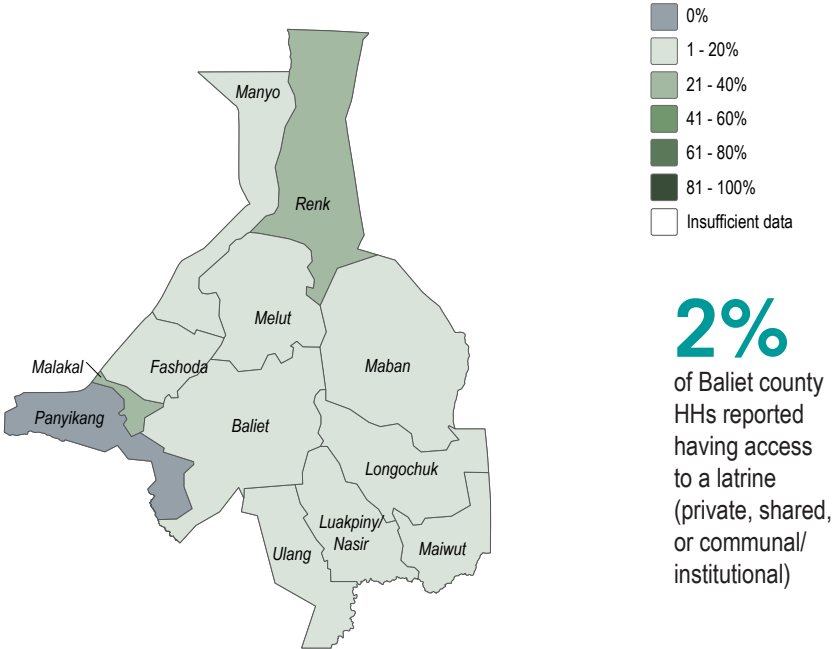 0%
1 - 20%
21 - 40%
41 - 60%
61 - 80%
81 - 100%
Insufficient data
Manyo
Renk
Melut
Maban
Malakal
Fashoda
Panyikang
Baliet
Longochuk
Luakpiny/
Nasir
Ulang
Maiwut
2%
of Baliet county
HHs reported
having access
to a latrine
(private, shared,
or communal/
institutional)